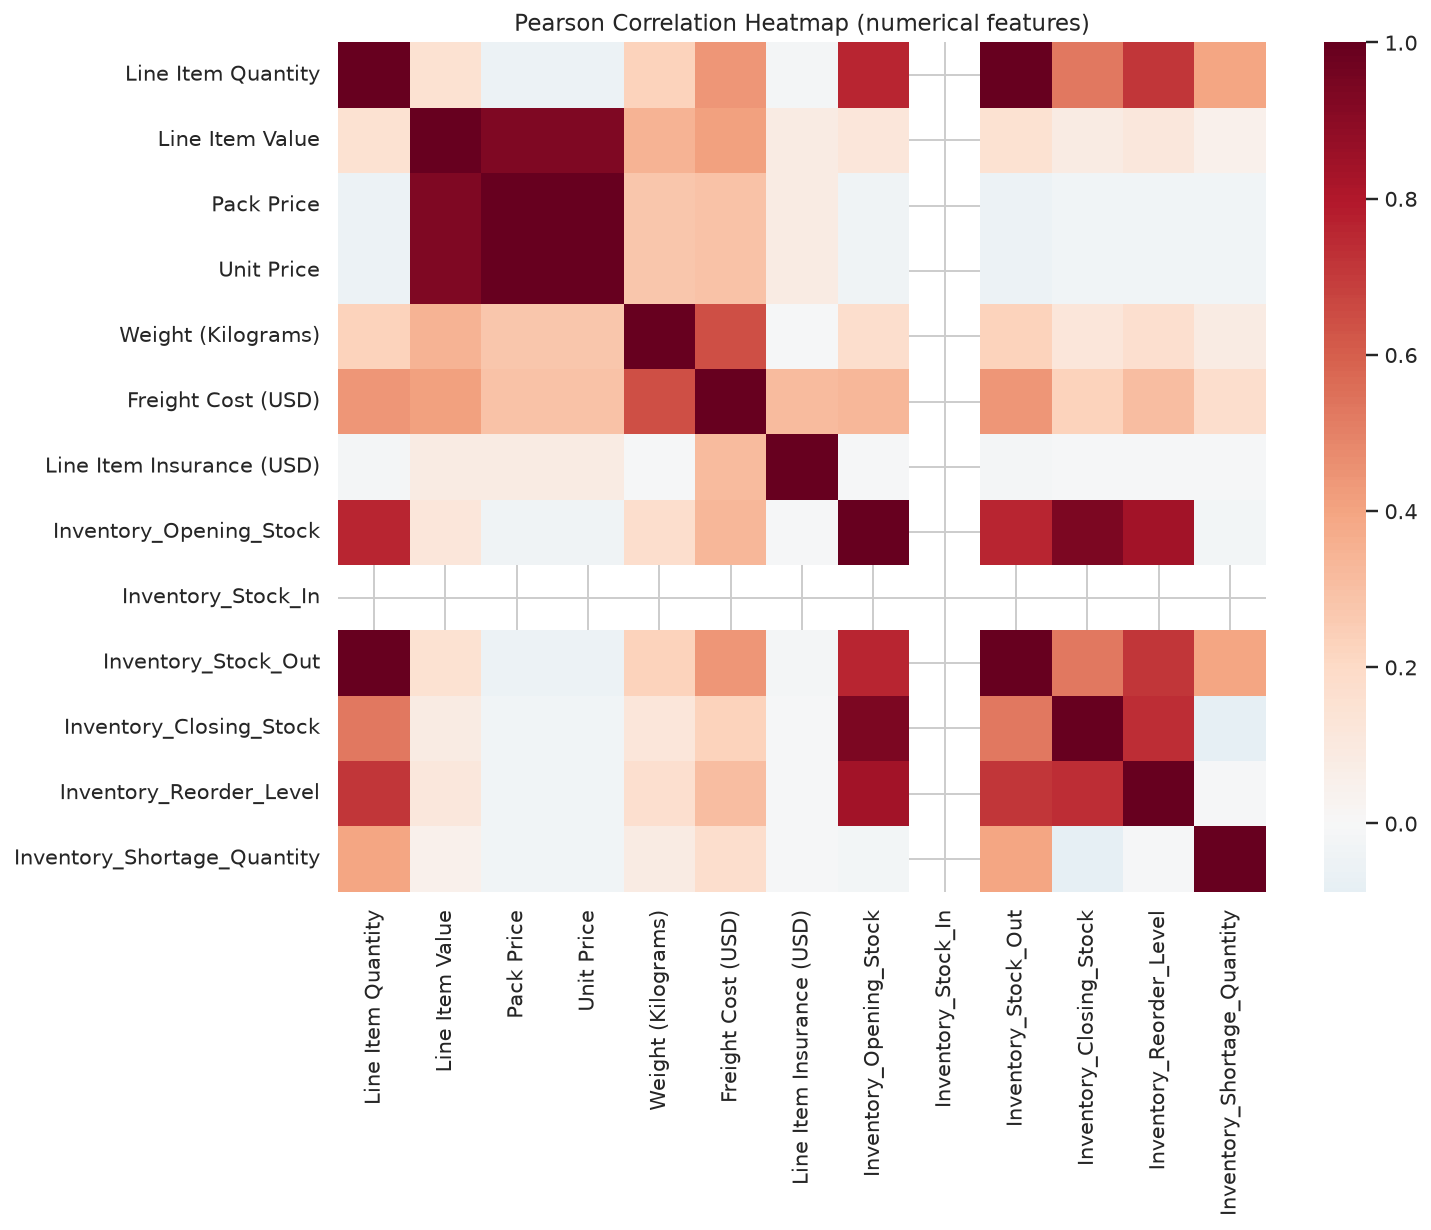 Pearson Correlation Heatmap (numerical features)
Line Item Quantity
Line Item Value
Pack Price
Unit Price
Weight (Kilograms)
Freight Cost (USD)
Line Item Insurance (USD)
Inventory_Opening_Stock
Inventory_Stock_In
Inventory_Stock_Out
Inventory_Closing_Stock
Inventory_Reorder_Level
Inventory_Shortage_Quantity
Line Item Quantity
Line Item Value
Pack Price
Unit Price
Weight (Kilograms)
Freight Cost (USD)
Line Item Insurance (USD)
Inventory_Opening_Stock
Inventory_Stock_In
Inventory_Stock_Out
Inventory_Closing_Stock
Inventory_Reorder_Level
Inventory_Shortage_Quantity
1.0
0.8
0.6
0.4
0.2
0.0